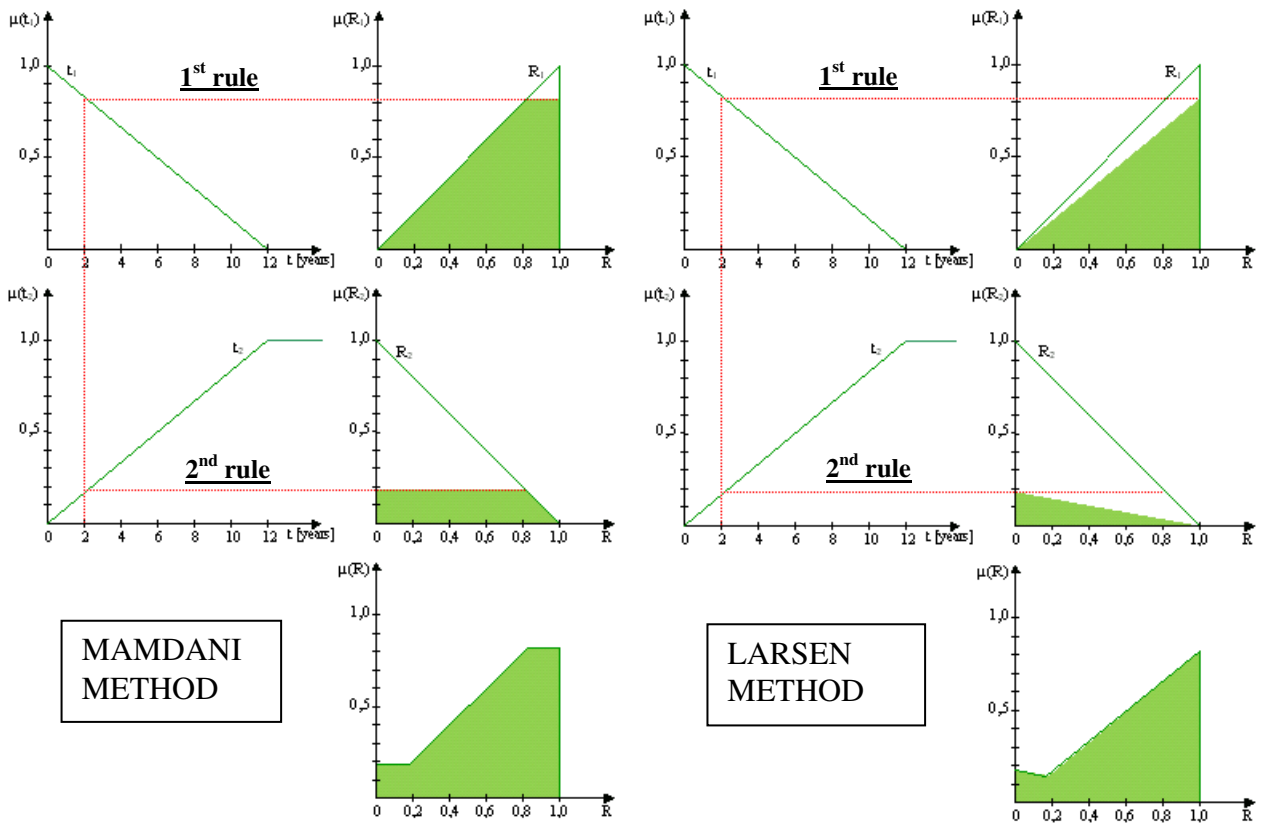 μ(t₁)
1,0
t₁
0,5
0 2 4 6 8 10 12 t [years]
1st rule
μ(R₁)
1,0
R₁
0,5
0 0,2 0,4 0,6 0,8 1,0 R
μ(t₁)
1,0
t₁
0,5
0 2 4 6 8 10 12 t [years]
1st rule
μ(R₁)
1,0
R₁
0,5
0 0,2 0,4 0,6 0,8 1,0 R
μ(t₂)
1,0
t₂
0,5
0 2 4 6 8 10 12 t [years]
2nd rule
μ(R₂)
1,0
R₂
0,5
0 0,2 0,4 0,6 0,8 1,0 R
μ(t₂)
1,0
t₂
0,5
0 2 4 6 8 10 12 t [years]
2nd rule
μ(R₂)
1,0
R₂
0,5
0 0,2 0,4 0,6 0,8 1,0 R
MAMDANI
METHOD
μ(R)
1,0
0,5
0 0,2 0,4 0,6 0,8 1,0 R
LARSEN
METHOD
μ(R)
1,0
0,5
0 0,2 0,4 0,6 0,8 1,0 R